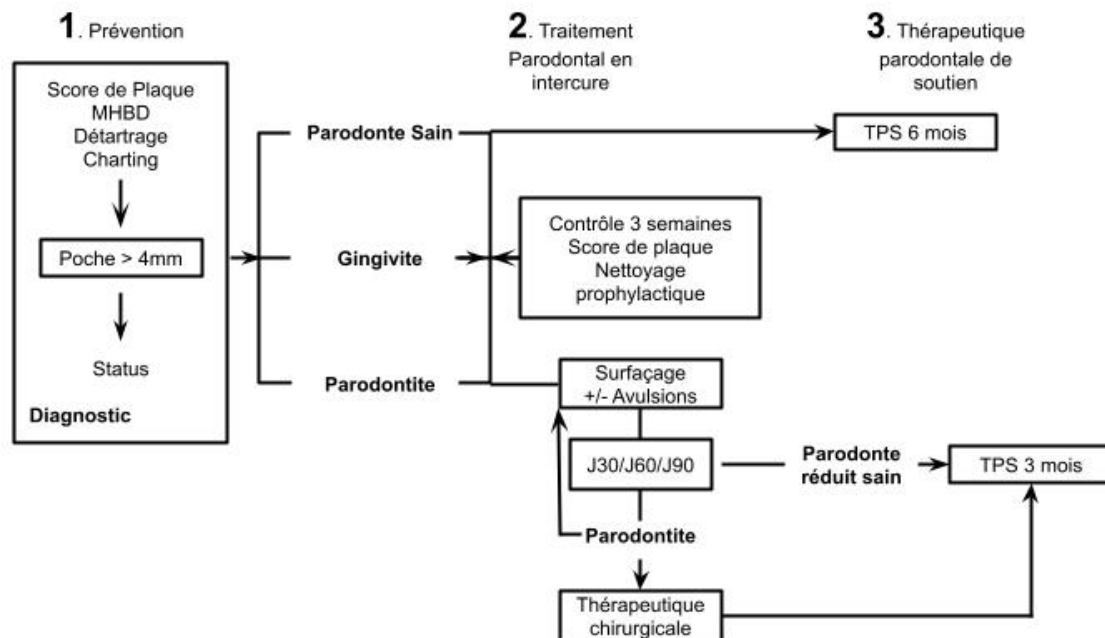 1. Prévention
Score de Plaque
MHBD
Détartrage
Charting
Poche > 4mm
Status
Diagnostic
Parodonte Sain
Gingivite
Parodontite
2. Traitement
Parodontal en
intercure
Contrôle 3 semaines
Score de plaque
Nettoyage
prophylactique
Surfaçage
+/- Avulsions
J30/J60/J90
Parodontite
Thérapeutique
chirurgicale
Parodonte
réduit sain
3. Thérapeutique
parodontale de
soutien
TPS 6 mois
TPS 3 mois